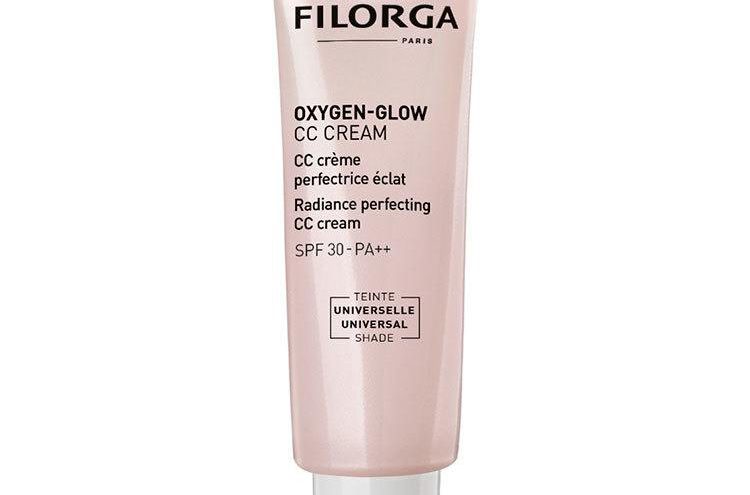 FILORGA
PARIS
OXYGEN-GLOW
CC CREAM
CC crème
perfectrice éclat
Radiance perfecting
CC cream
SPF 30 - PA++
TEINTE
UNIVERSELLE
UNIVERSAL
SHADE